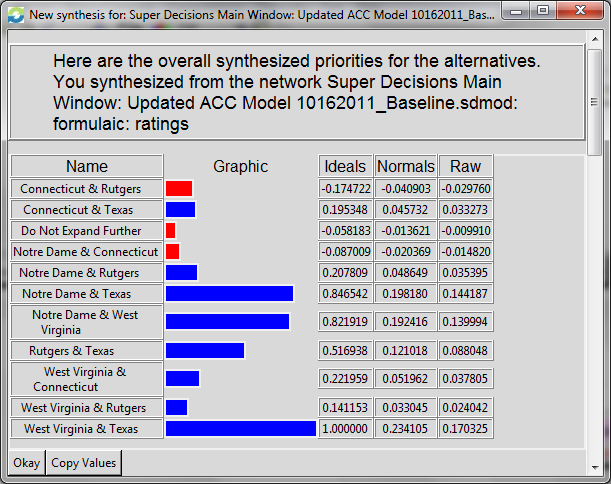 New synthesis for: Super Decisions Main Window: Updated ACC Model 10162011_Bas...
Here are the overall synthesized priorities for the alternatives.
You synthesized from the network Super Decisions Main
Window: Updated ACC Model 10162011_Baseline.sdmod:
formulaic: ratings
Name Graphic Ideals Normals Raw
Connecticut & Rutgers -0.174722 -0.040903 -0.029760
Connecticut & Texas 0.195348 0.045732 0.033273
Do Not Expand Further -0.058183 -0.013621 -0.009910
Notre Dame & Connecticut -0.087009 -0.020369 -0.014820
Notre Dame & Rutgers 0.207809 0.048649 0.035395
Notre Dame & Texas 0.846542 0.198180 0.144187
Notre Dame & West
Virginia 0.821919 0.192416 0.139994
Rutgers & Texas 0.516938 0.121018 0.088048
West Virginia &
Connecticut 0.221959 0.051962 0.037805
West Virginia & Rutgers 0.141153 0.033045 0.024042
West Virginia & Texas 1.000000 0.234105 0.170325
Okay Copy Values